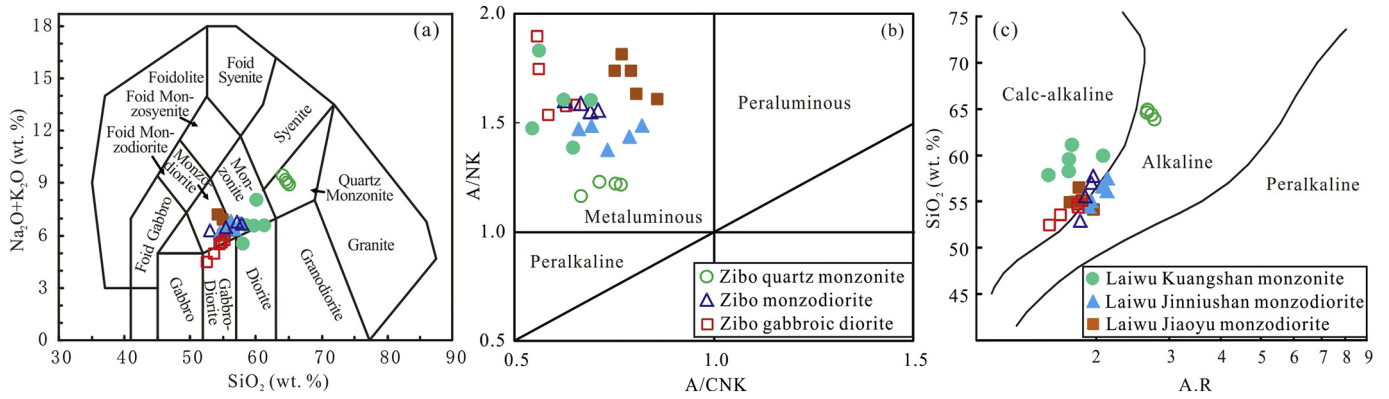 (a)
Na₂O+K₂O (wt. %)
18
15
12
9
6
3
0
30
40
50
60
70
80
90
SiO₂ (wt. %)
Foidolite
Foid
Syenite
Foid Mon-
zosyenite
Foid Mon-
zodiorite
Monzo-
diorite
Mon-
zonite
Syenite
Quartz
Monzonite
Foid Gabbro
Gabbro
Gabbro-
Diorite
Diorite
Granodiorite
Granite
(b)
A/NK
2.0
1.5
1.0
0.5
0.5
1.0
1.5
A/CNK
Peraluminous
Metaluminous
Peralkaline
Zibo quartz monzonite
Zibo monzodiorite
Zibo gabbroic diorite
(c)
SiO₂ (wt. %)
75
70
65
60
55
50
45
2
3
4
5
6
7
8
9
A.R
Calc-alkaline
Alkaline
Peralkaline
Laiwu Kuangshan monzonite
Laiwu Jinniushan monzodiorite
Laiwu Jiaoyu monzodiorite